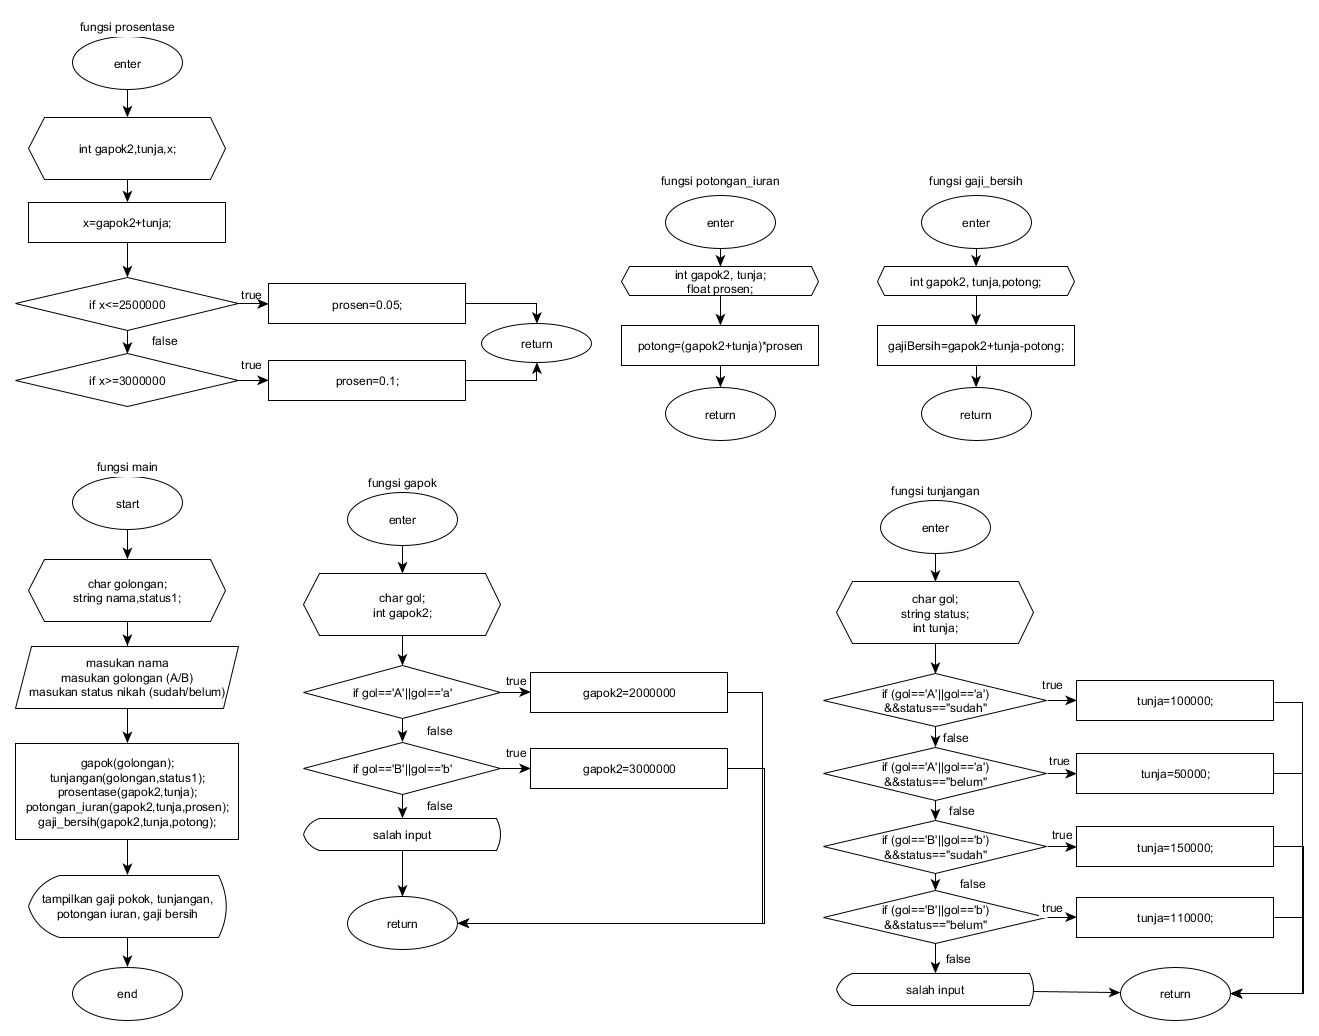 fungsi prosentase
enter
int gapok2,tunja,x;
x=gapok2+tunja;
if x<=2500000
true
prosen=0.05;
false
if x>=3000000
true
prosen=0.1;
return
fungsi potongan_iuran
enter
int gapok2, tunja;
float prosen;
potong=(gapok2+tunja)*prosen
return
fungsi gaji_bersih
enter
int gapok2, tunja,potong;
gajiBersih=gapok2+tunja-potong;
return
fungsi main
start
char golongan;
string nama,status1;
masukan nama
masukan golongan (A/B)
masukan status nikah (sudah/belum)
gapok(golongan);
tunjangan(golongan,status1);
prosentase(gapok2,tunja);
potongan_iuran(gapok2,tunja,prosen);
gaji_bersih(gapok2,tunja,potong);
tampilkan gaji pokok, tunjangan,
potongan iuran, gaji bersih
end
fungsi gapok
enter
char gol;
int gapok2;
if gol=='A'||gol=='a'
true
gapok2=2000000
false
if gol=='B'||gol=='b'
true
gapok2=3000000
false
salah input
return
fungsi tunjangan
enter
char gol;
string status;
int tunja;
if (gol=='A'||gol=='a')
&&status=="sudah"
true
tunja=100000;
false
if (gol=='A'||gol=='a')
&&status=="belum"
true
tunja=50000;
false
if (gol=='B'||gol=='b')
&&status=="sudah"
true
tunja=150000;
false
if (gol=='B'||gol=='b')
&&status=="belum"
true
tunja=110000;
false
salah input
return